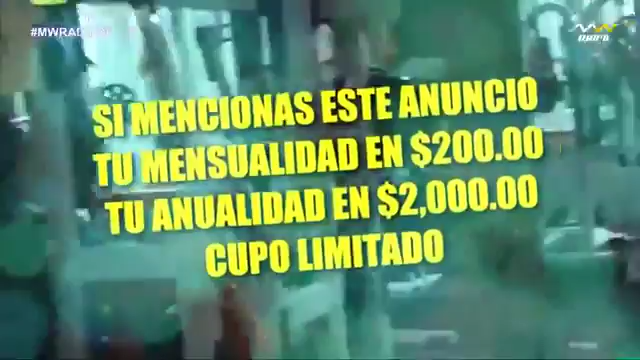 SI MENCIONAS ESTE ANUNCIO
TU MENSUALIDAD EN $200.00
TU ANUALIDAD EN $2,000.00
CUPO LIMITADO